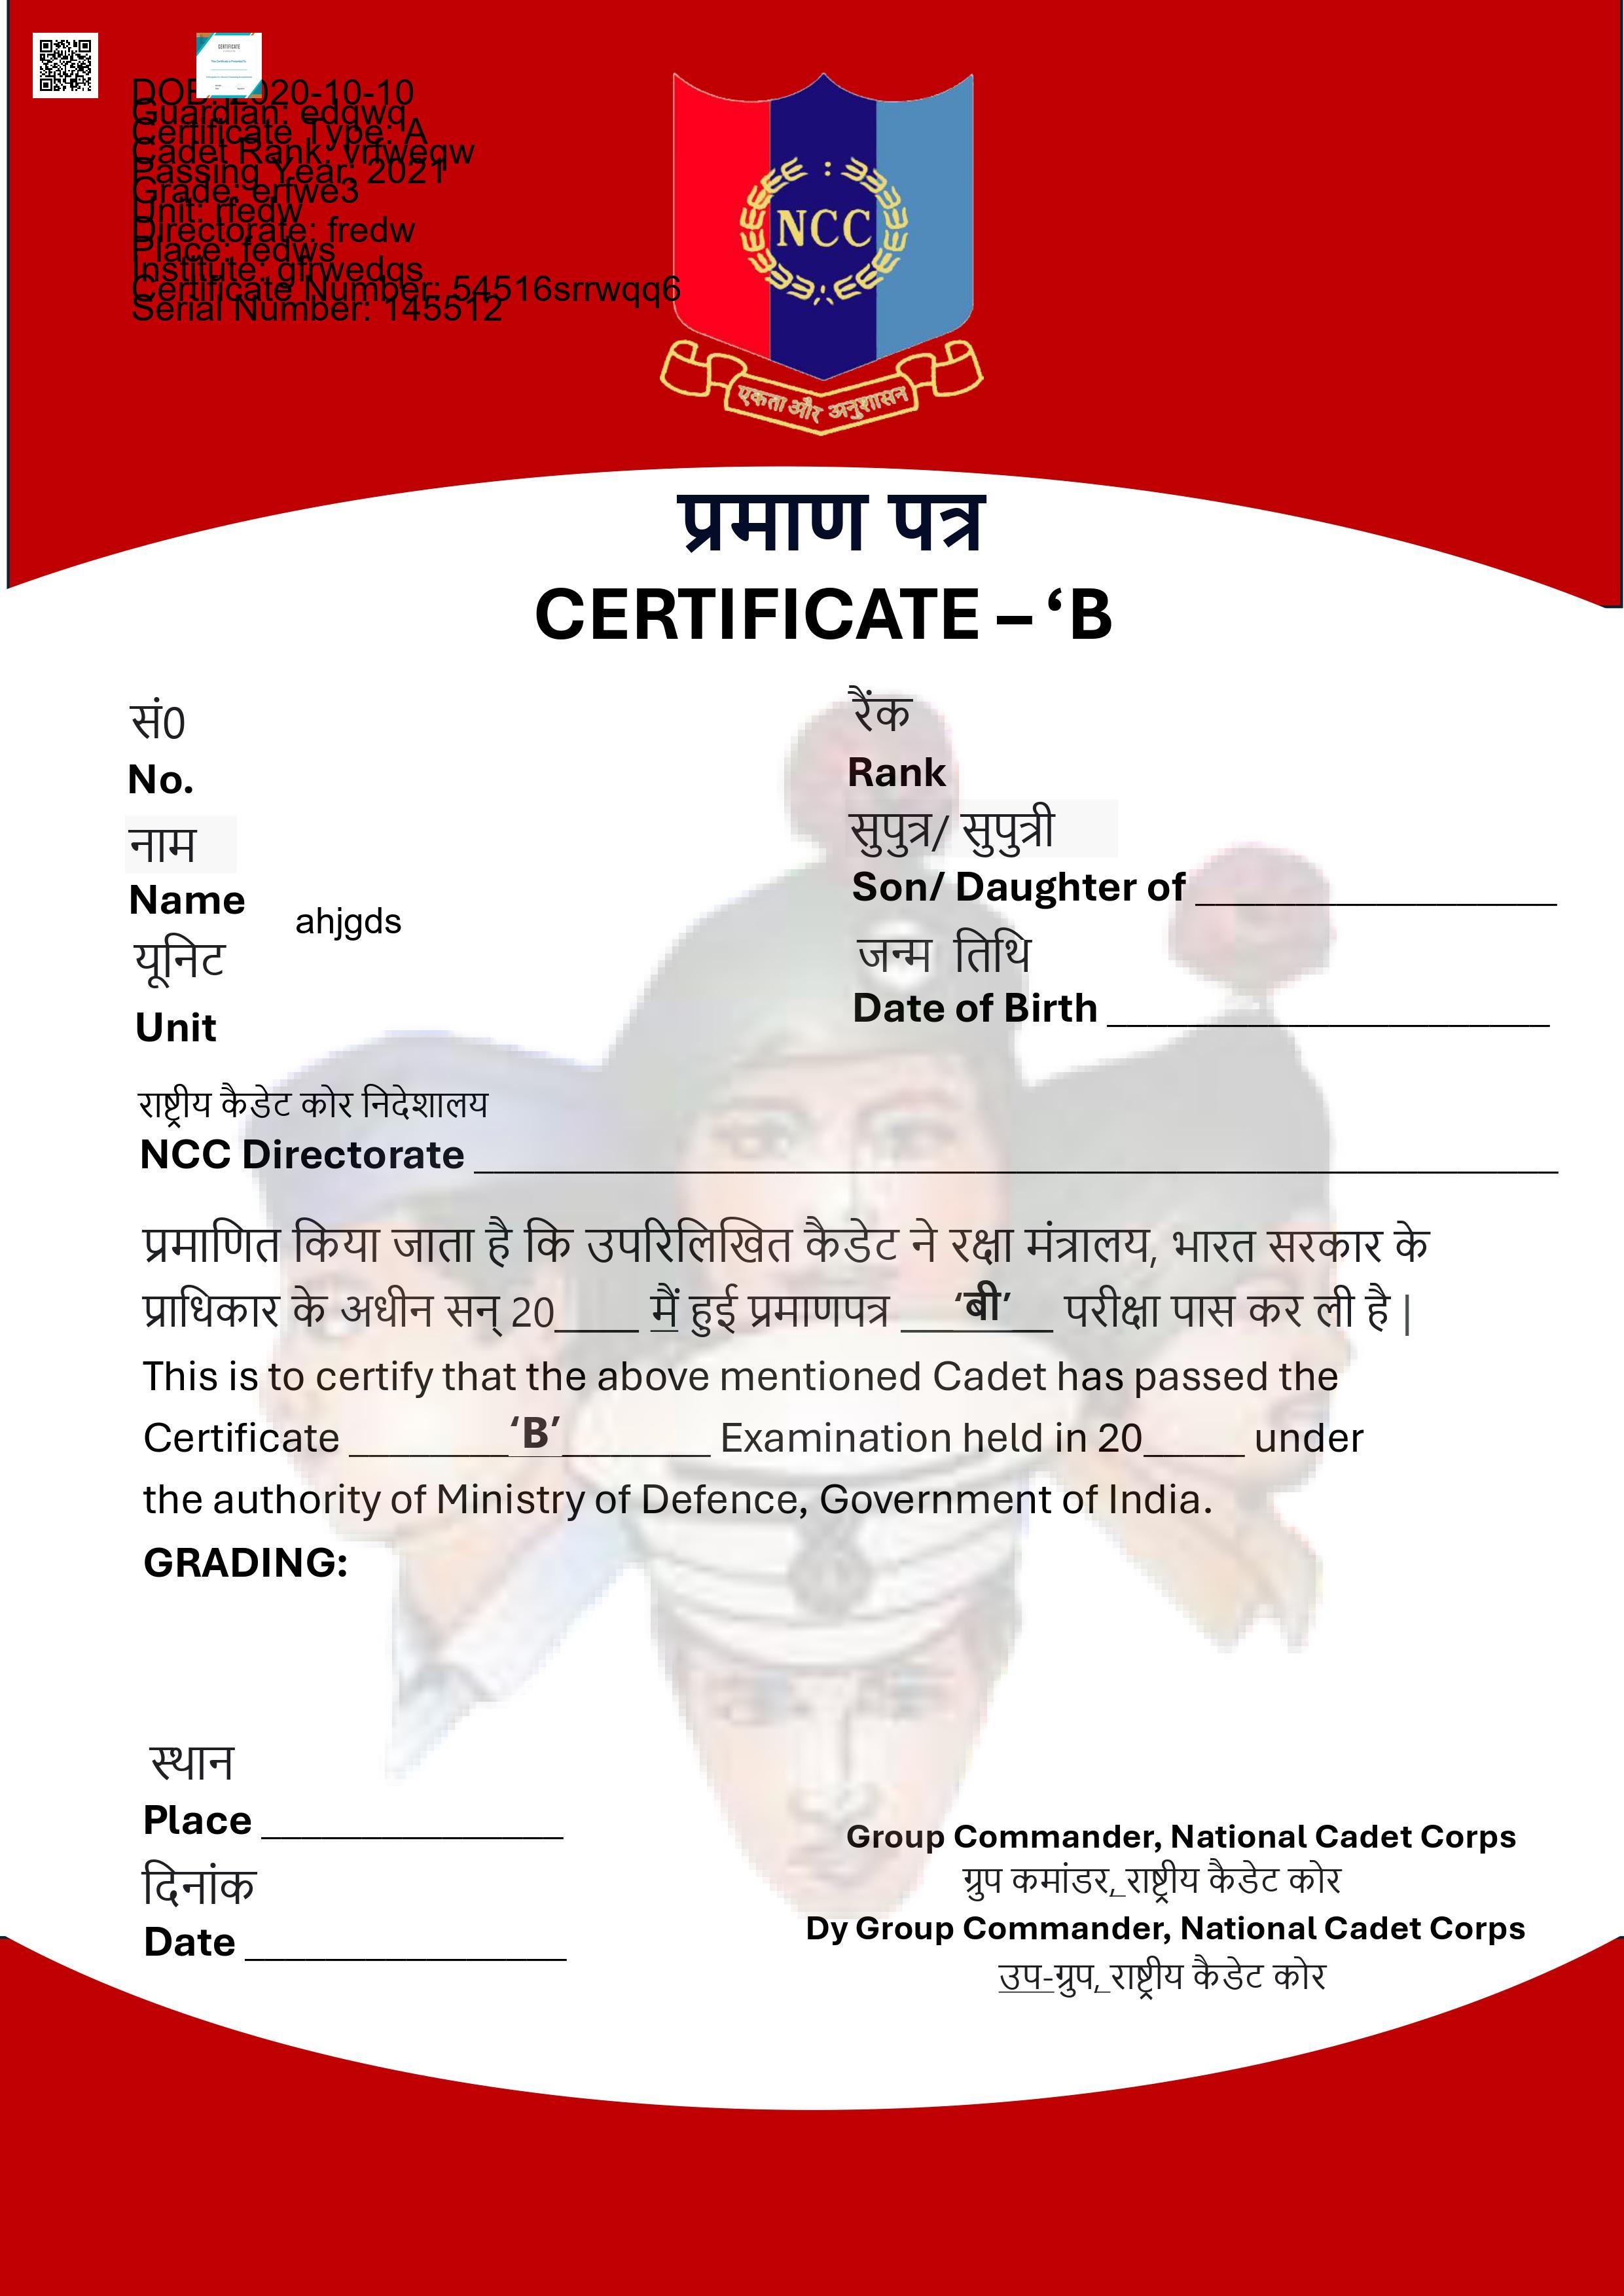 CERTIFICATE
DOB: 2020-10-10
Guardian: edqwq
Certificate Type: A
Cadet Rank: vrfweqw
Passing Year: 2021
Grade: erfwe3
Unit: rfedw
Directorate: fredw
Place: fedws
Institute: gfrwedqs
Certificate Number: 54516srrwqq6
Serial Number: 145512
NCC
एकता और अनुशासन
प्रमाण पत्र
CERTIFICATE – ‘B
सं0
No.
रैंक
Rank
नाम
Name ahjgds
सुपुत्र/ सुपुत्री
Son/ Daughter of __________________
यूनिट
Unit
जन्म तिथि
Date of Birth ______________________
राष्ट्रीय कैडेट कोर निदेशालय
NCC Directorate ______________________________________________________
प्रमाणित किया जाता है कि उपरिलिखित कैडेट ने रक्षा मंत्रालय, भारत सरकार के
प्राधिकार के अधीन सन् 20____ में हुई प्रमाणपत्र ___‘बी’__ परीक्षा पास कर ली है |
This is to certify that the above mentioned Cadet has passed the
Certificate ________‘B’_______ Examination held in 20_____ under
the authority of Ministry of Defence, Government of India.
GRADING:
स्थान
Place _______________
दिनांक
Date ________________
Group Commander, National Cadet Corps
ग्रुप कमांडर, राष्ट्रीय कैडेट कोर
Dy Group Commander, National Cadet Corps
उप-ग्रुप, राष्ट्रीय कैडेट कोर